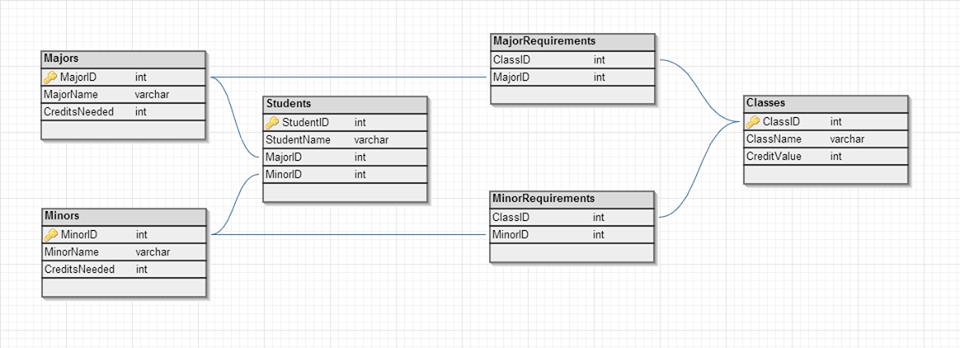 Majors
MajorID int
MajorName varchar
CreditsNeeded int
Students
StudentID int
StudentName varchar
MajorID int
MinorID int
Minors
MinorID int
MinorName varchar
CreditsNeeded int
MajorRequirements
ClassID int
MajorID int
MinorRequirements
ClassID int
MinorID int
Classes
ClassID int
ClassName varchar
CreditValue int